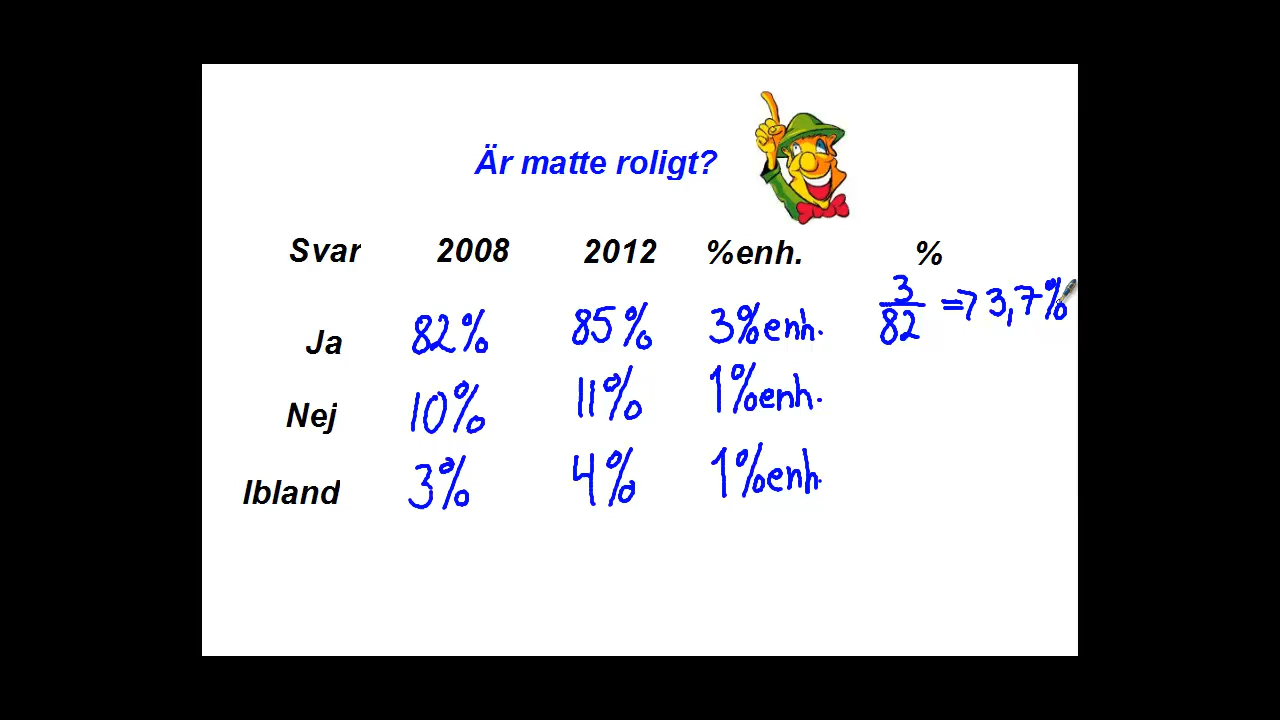 Är matte roligt?
Svar 2008 2012 %enh. %
Ja 82% 85% 3%enh. 3/82 => 3,7%
Nej 10% 11% 1%enh.
Ibland 3% 4% 1%enh.